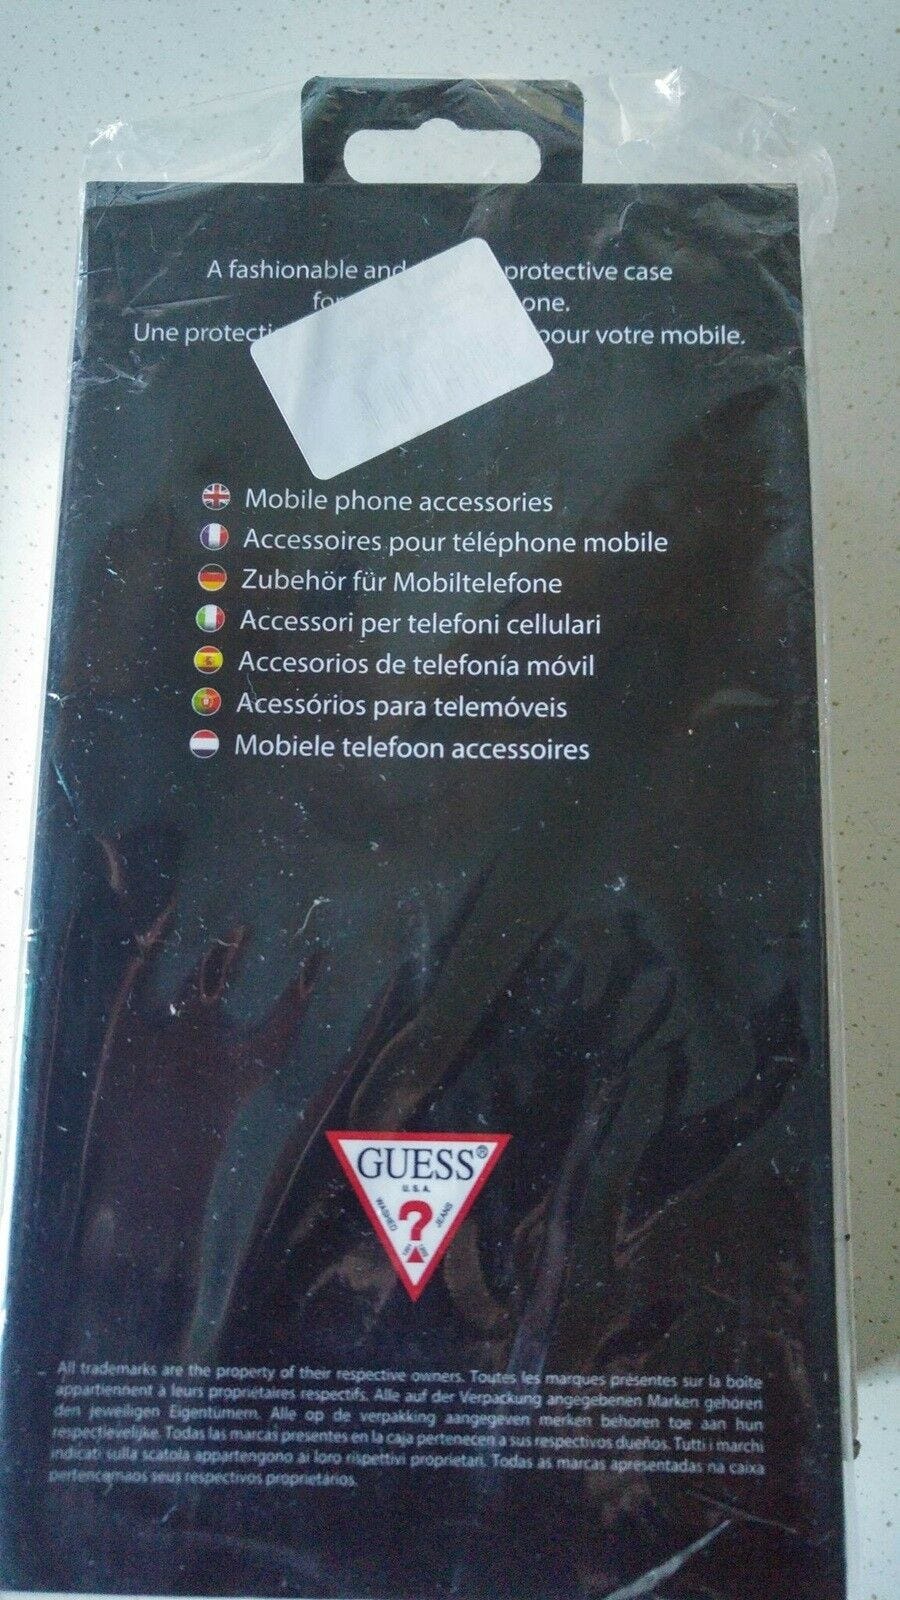 A fashionable and protective case
for one.
Une protecti pour votre mobile.
Mobile phone accessories
Accessoires pour téléphone mobile
Zubehör für Mobiltelefone
Accessori per telefoni cellulari
Accesorios de telefonía móvil
Acessórios para telemóveis
Mobiele telefoon accessoires
GUESS®
U.S.A.
WASHED ? JEANS
All trademarks are the property of their respective owners. Toutes les marques présentes sur la boîte
appartiennent à leurs propriétaires respectifs. Alle auf der Verpackung angegebenen Marken gehören
den jeweiligen Eigentümern. Alle op de verpakking aangegeven merken behoren toe aan hun
respectievelijke. Todas las marcas presentes en la caja pertenecen a sus respectivos dueños. Tutti i marchi
indicati sulla scatola appartengono ai loro rispettivi proprietari. Todas as marcas apresentadas na caixa
pertencemaos seus respectivos proprietários.